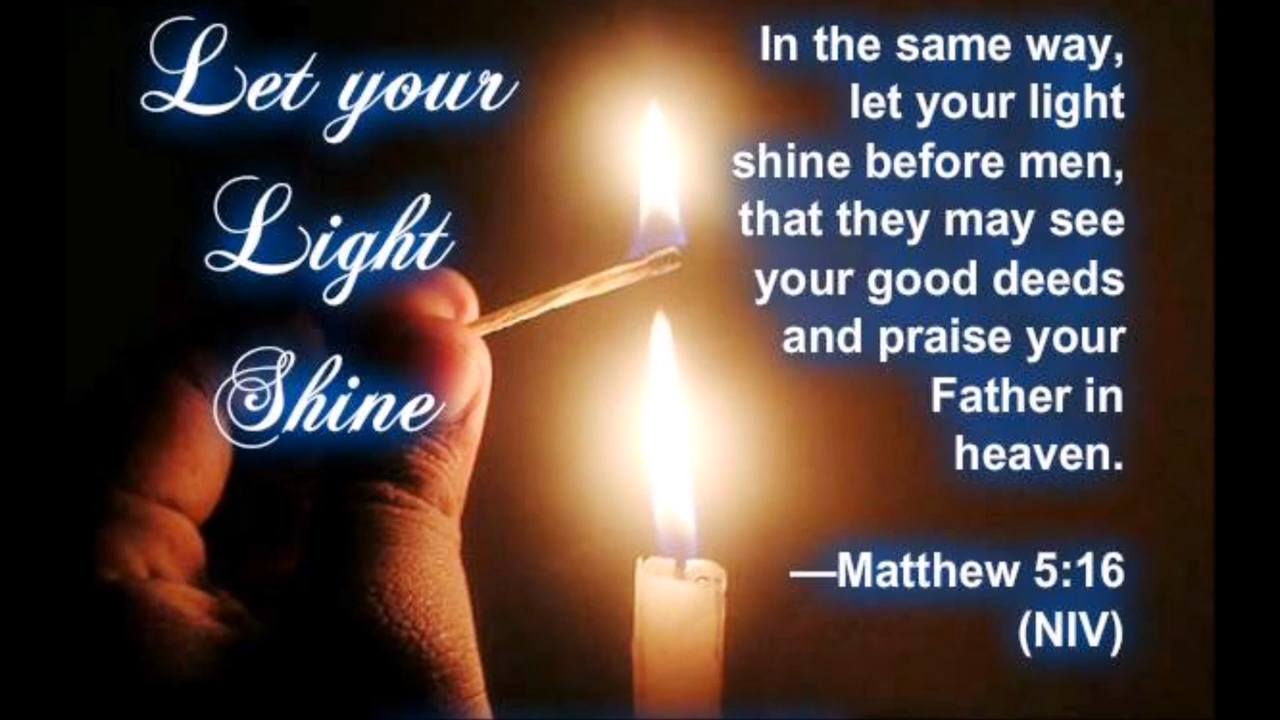 Let your
Light
Shine
In the same way,
let your light
shine before men,
that they may see
your good deeds
and praise your
Father in
heaven.
—Matthew 5:16
(NIV)